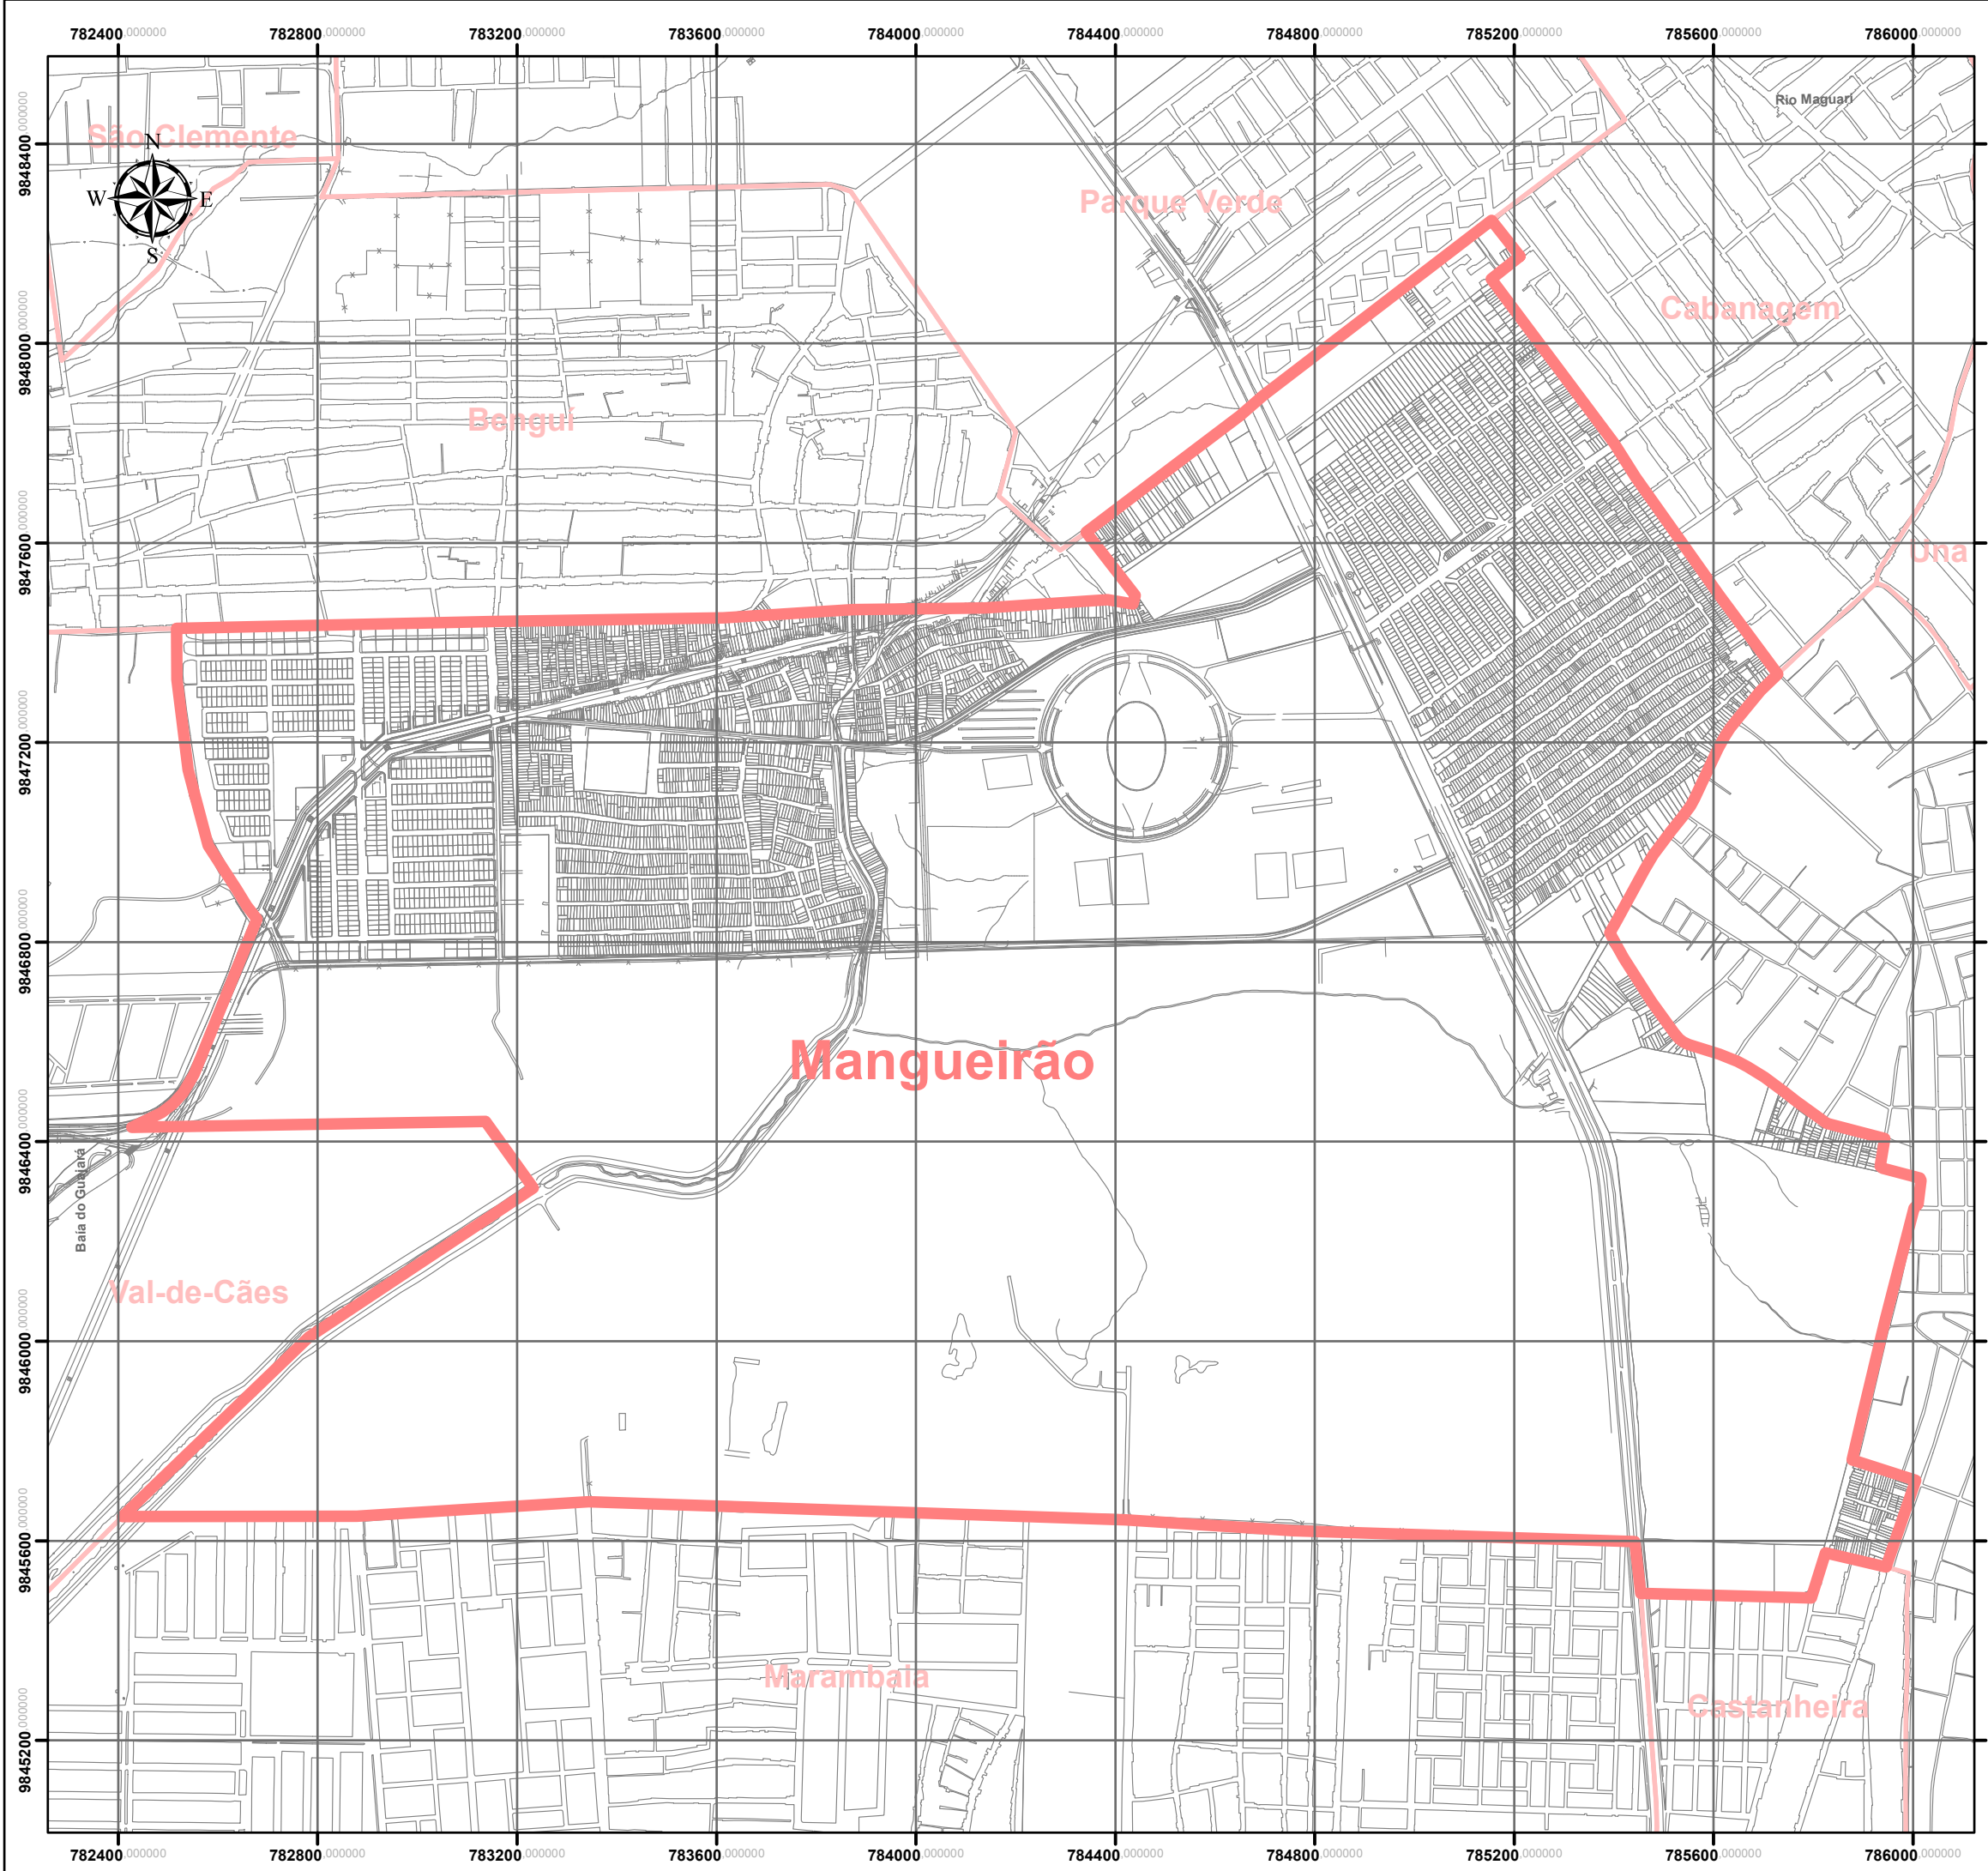 782400.000000 782800.000000 783200.000000 783600.000000 784000.000000 784400.000000 784800.000000 785200.000000 785600.000000 786000.000000
Rio Maguari
São Clemente
N
9848400.000000
W E
Parque Verde
S
Cabanagem
9848000.000000
Benguí
9847600.000000
Una
9847200.000000
9846800.000000
Mangueirão
9846400.000000
Baía do Guajará
Val-de-Cães
9846000.000000
9845600.000000
Marambaia
Castanheira
9845200.000000
782400.000000 782800.000000 783200.000000 783600.000000 784000.000000 784400.000000 784800.000000 785200.000000 785600.000000 786000.000000